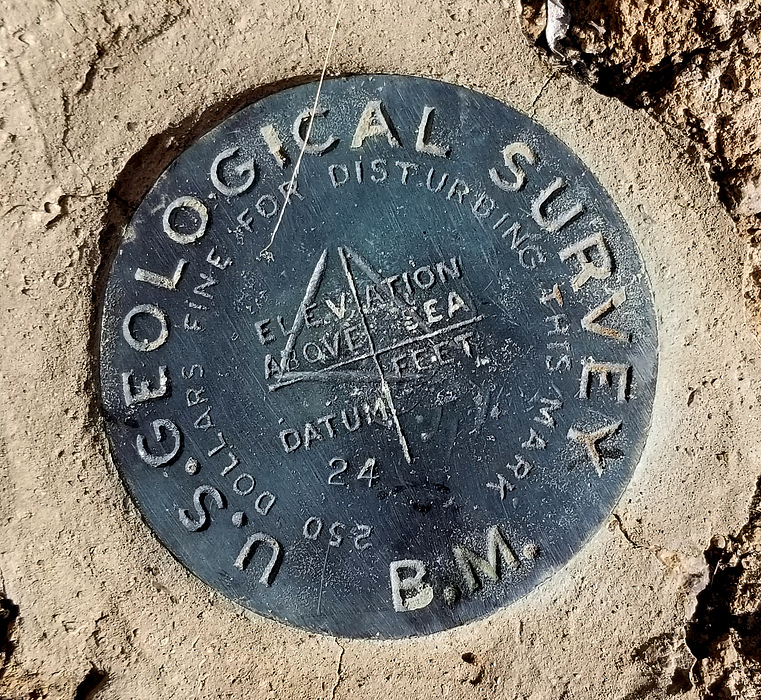 U.S. GEOLOGICAL SURVEY
B.M.
250 DOLLARS FINE FOR DISTURBING THIS MARK
ELEVATION
ABOVE SEA
FEET
DATUM
24